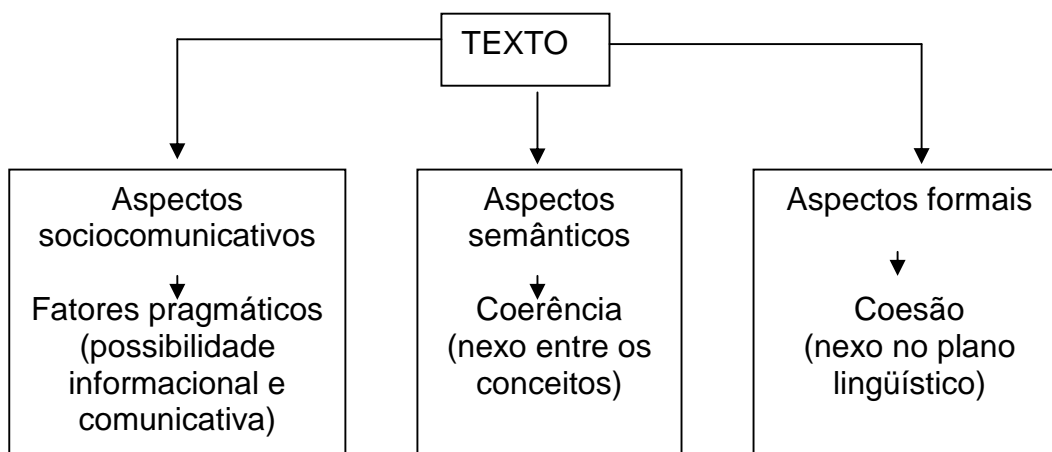 TEXTO
Aspectos
sociocomunicativos
Fatores pragmáticos
(possibilidade
informacional e
comunicativa)
Aspectos
semânticos
Coerência
(nexo entre os
conceitos)
Aspectos formais
Coesão
(nexo no plano
lingüístico)